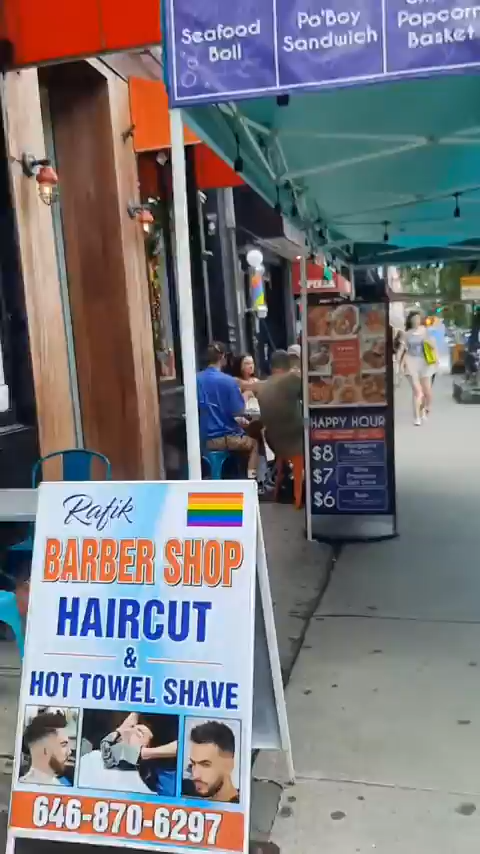 Seafood
Boil
Po'Boy
Sandwich
Popcorn
Basket
HAPPY HOUR
$8
$7
$6
Rafik
BARBER SHOP
HAIRCUT
&
HOT TOWEL SHAVE
646-870-6297